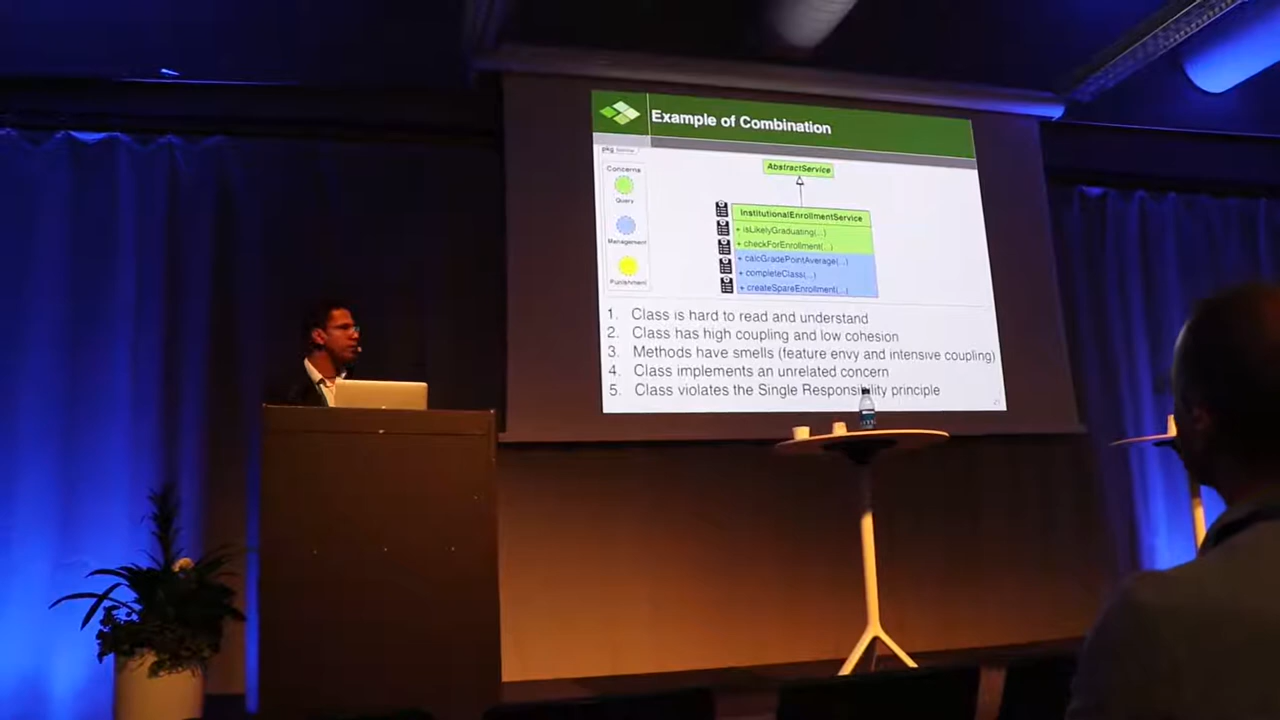 Example of Combination
Concerns
Query
Management
Punishment
AbstractService
InstitutionalEnrollmentService
+ isLikelyGraduating(...)
+ checkForEnrollment(...)
+ calcGradePointAverage(...)
+ completeClass(...)
+ createSpareEnrollment(...)
1. Class is hard to read and understand
2. Class has high coupling and low cohesion
3. Methods have smells (feature envy and intensive coupling)
4. Class implements an unrelated concern
5. Class violates the Single Responsibility principle